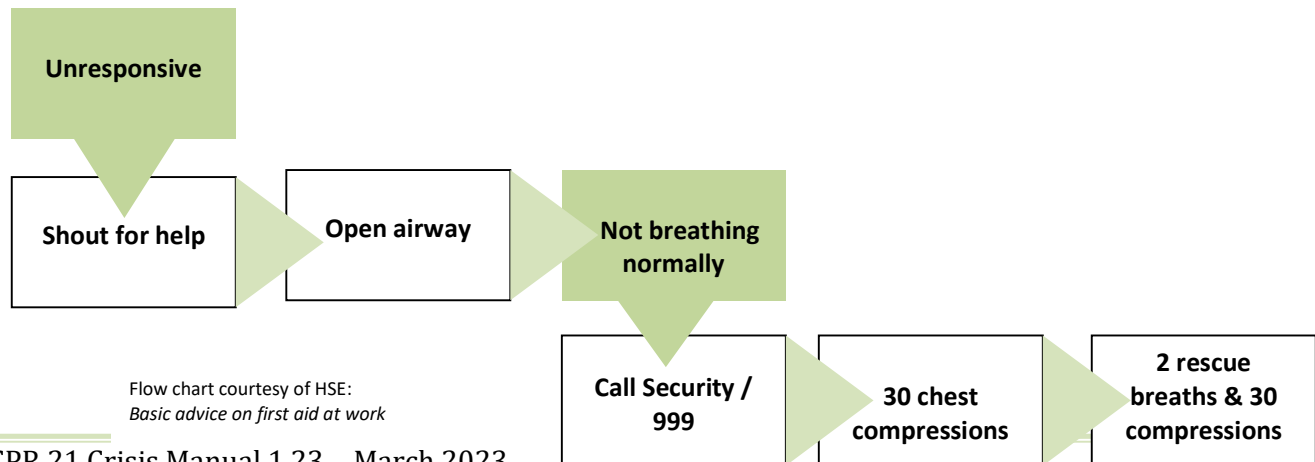 Unresponsive
Shout for help
Open airway
Not breathing
normally
Call Security /
999
30 chest
compressions
2 rescue
breaths & 30
compressions
Flow chart courtesy of HSE:
Basic advice on first aid at work
CPR 21 Crisis Manual 1.23 March 2023